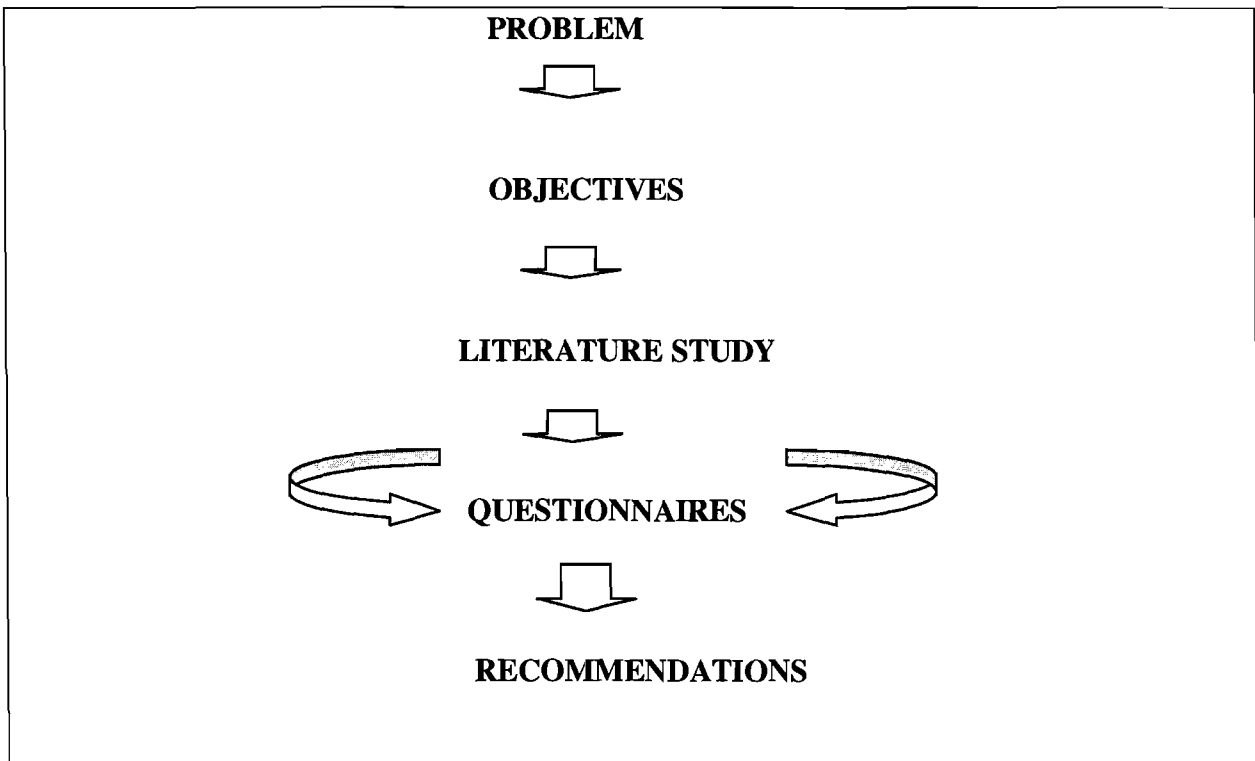 PROBLEM
OBJECTIVES
LITERATURE STUDY
QUESTIONNAIRES
RECOMMENDATIONS